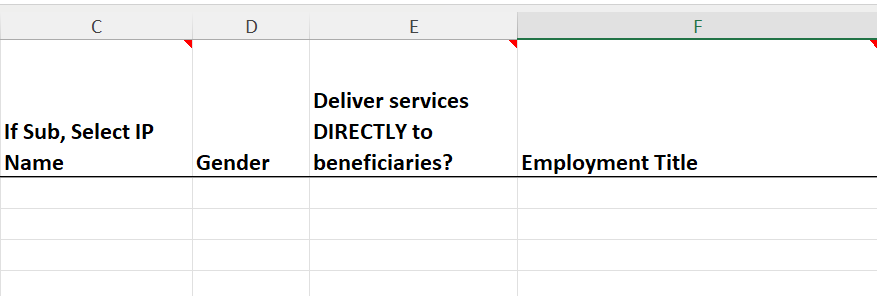 C D E F
If Sub, Select IP
Name
Gender
Deliver services
DIRECTLY to
beneficiaries?
Employment Title